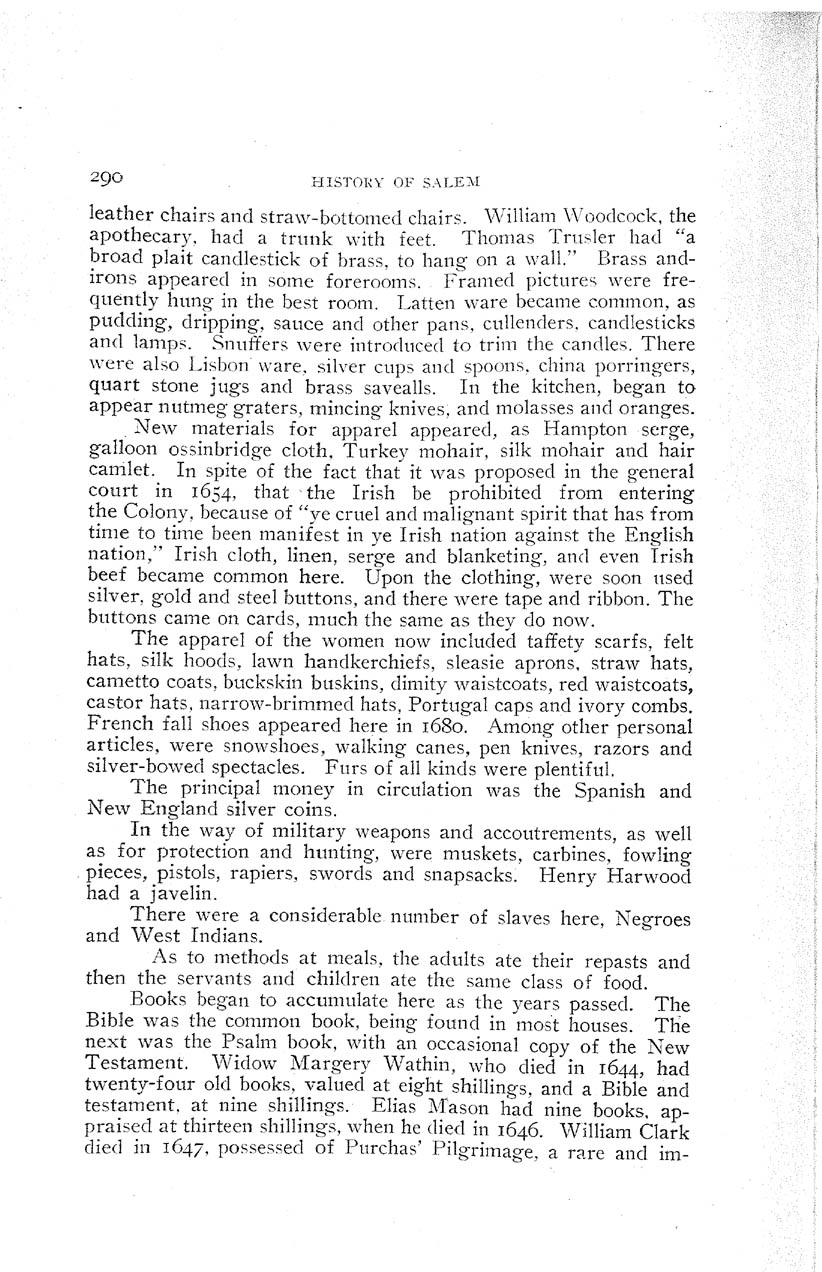 290 HISTORY OF SALEM
leather chairs and straw-bottomed chairs. William Woodcock, the
apothecary, had a trunk with feet. Thomas Trusler had “a
broad plait candlestick of brass, to hang on a wall.” Brass and-
irons appeared in some forerooms. Framed pictures were fre-
quently hung in the best room. Latten ware became common, as
pudding, dripping, sauce and other pans, cullenders, candlesticks
and lamps. Snuffers were introduced to trim the candles. There
were also Lisbon ware, silver cups and spoons, china porringers,
quart stone jugs and brass savealls. In the kitchen, began to
appear nutmeg graters, mincing knives, and molasses and oranges.
New materials for apparel appeared, as Hampton serge,
galloon ossinbridge cloth, Turkey mohair, silk mohair and hair
camlet. In spite of the fact that it was proposed in the general
court in 1654, that the Irish be prohibited from entering
the Colony, because of “ye cruel and malignant spirit that has from
time to time been manifest in ye Irish nation against the English
nation,” Irish cloth, linen, serge and blanketing, and even Irish
beef became common here. Upon the clothing, were soon used
silver, gold and steel buttons, and there were tape and ribbon. The
buttons came on cards, much the same as they do now.
The apparel of the women now included taffety scarfs, felt
hats, silk hoods, lawn handkerchiefs, sleasie aprons, straw hats,
cametto coats, buckskin buskins, dimity waistcoats, red waistcoats,
castor hats, narrow-brimmed hats, Portugal caps and ivory combs.
French fall shoes appeared here in 1680. Among other personal
articles, were snowshoes, walking canes, pen knives, razors and
silver-bowed spectacles. Furs of all kinds were plentiful.
The principal money in circulation was the Spanish and
New England silver coins.
In the way of military weapons and accoutrements, as well
as for protection and hunting, were muskets, carbines, fowling
pieces, pistols, rapiers, swords and snapsacks. Henry Harwood
had a javelin.
There were a considerable number of slaves here, Negroes
and West Indians.
As to methods at meals, the adults ate their repasts and
then the servants and children ate the same class of food.
Books began to accumulate here as the years passed. The
Bible was the common book, being found in most houses. The
next was the Psalm book, with an occasional copy of the New
Testament. Widow Margery Wathin, who died in 1644, had
twenty-four old books, valued at eight shillings, and a Bible and
testament, at nine shillings. Elias Mason had nine books, ap-
praised at thirteen shillings, when he died in 1646. William Clark
died in 1647, possessed of Purchas’ Pilgrimage, a rare and im-